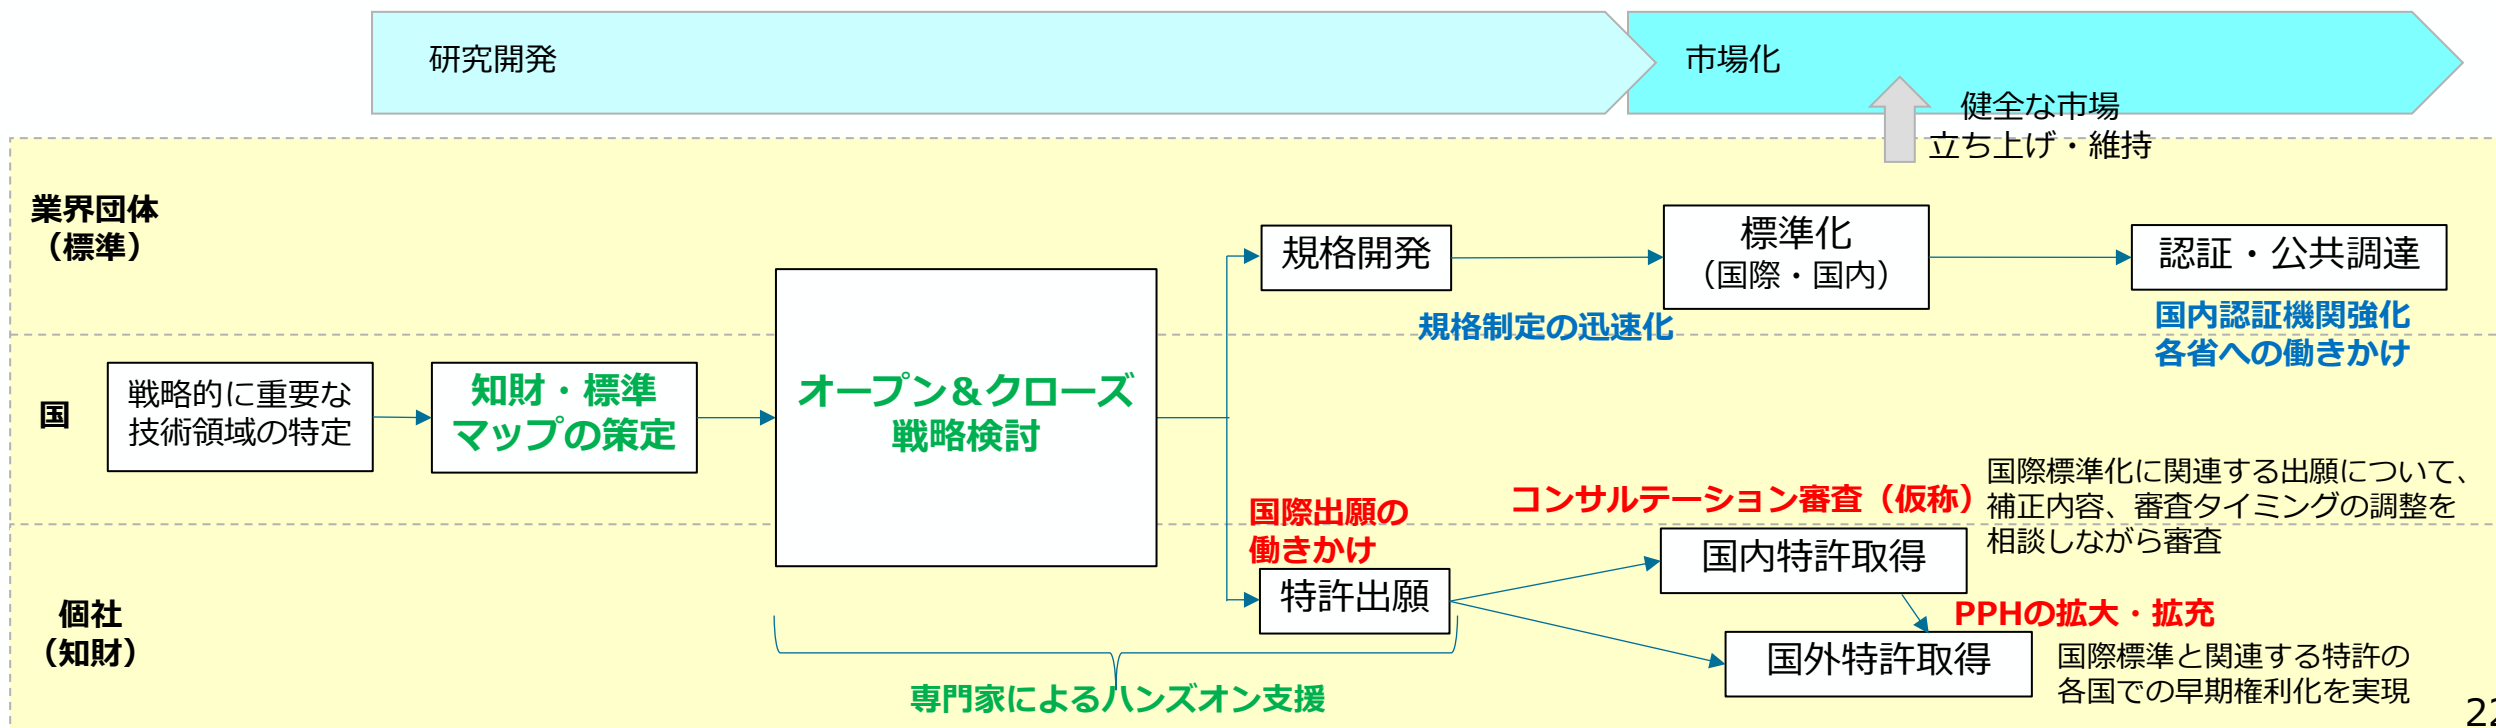 研究開発
市場化
健全な市場
立ち上げ・維持
業界団体
（標準）
規格開発
標準化
（国際・国内）
認証・公共調達
規格制定の迅速化
国内認証機関強化
各省への働きかけ
国
戦略的に重要な
技術領域の特定
知財・標準
マップの策定
オープン＆クローズ
戦略検討
国際出願の
働きかけ
コンサルテーション審査（仮称）
国際標準化に関連する出願について、
補正内容、審査タイミングの調整を
相談しながら審査
個社
（知財）
特許出願
国内特許取得
PPHの拡大・拡充
国外特許取得
国際標準と関連する特許の
各国での早期権利化を実現
専門家によるハンズオン支援
22